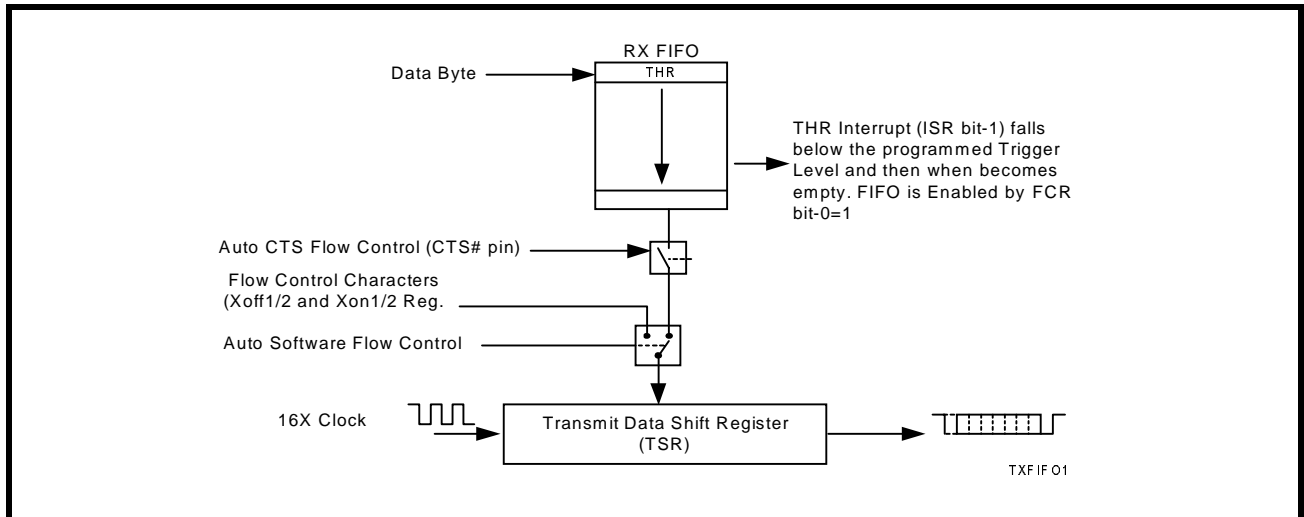 RX FIFO
THR
Data Byte
THR Interrupt (ISR bit-1) falls
below the programmed Trigger
Level and then when becomes
empty. FIFO is Enabled by FCR
bit-0=1
Auto CTS Flow Control (CTS# pin)
Flow Control Characters
(Xoff1/2 and Xon1/2 Reg.
Auto Software Flow Control
16X Clock
Transmit Data Shift Register
(TSR)
TXFIFO1